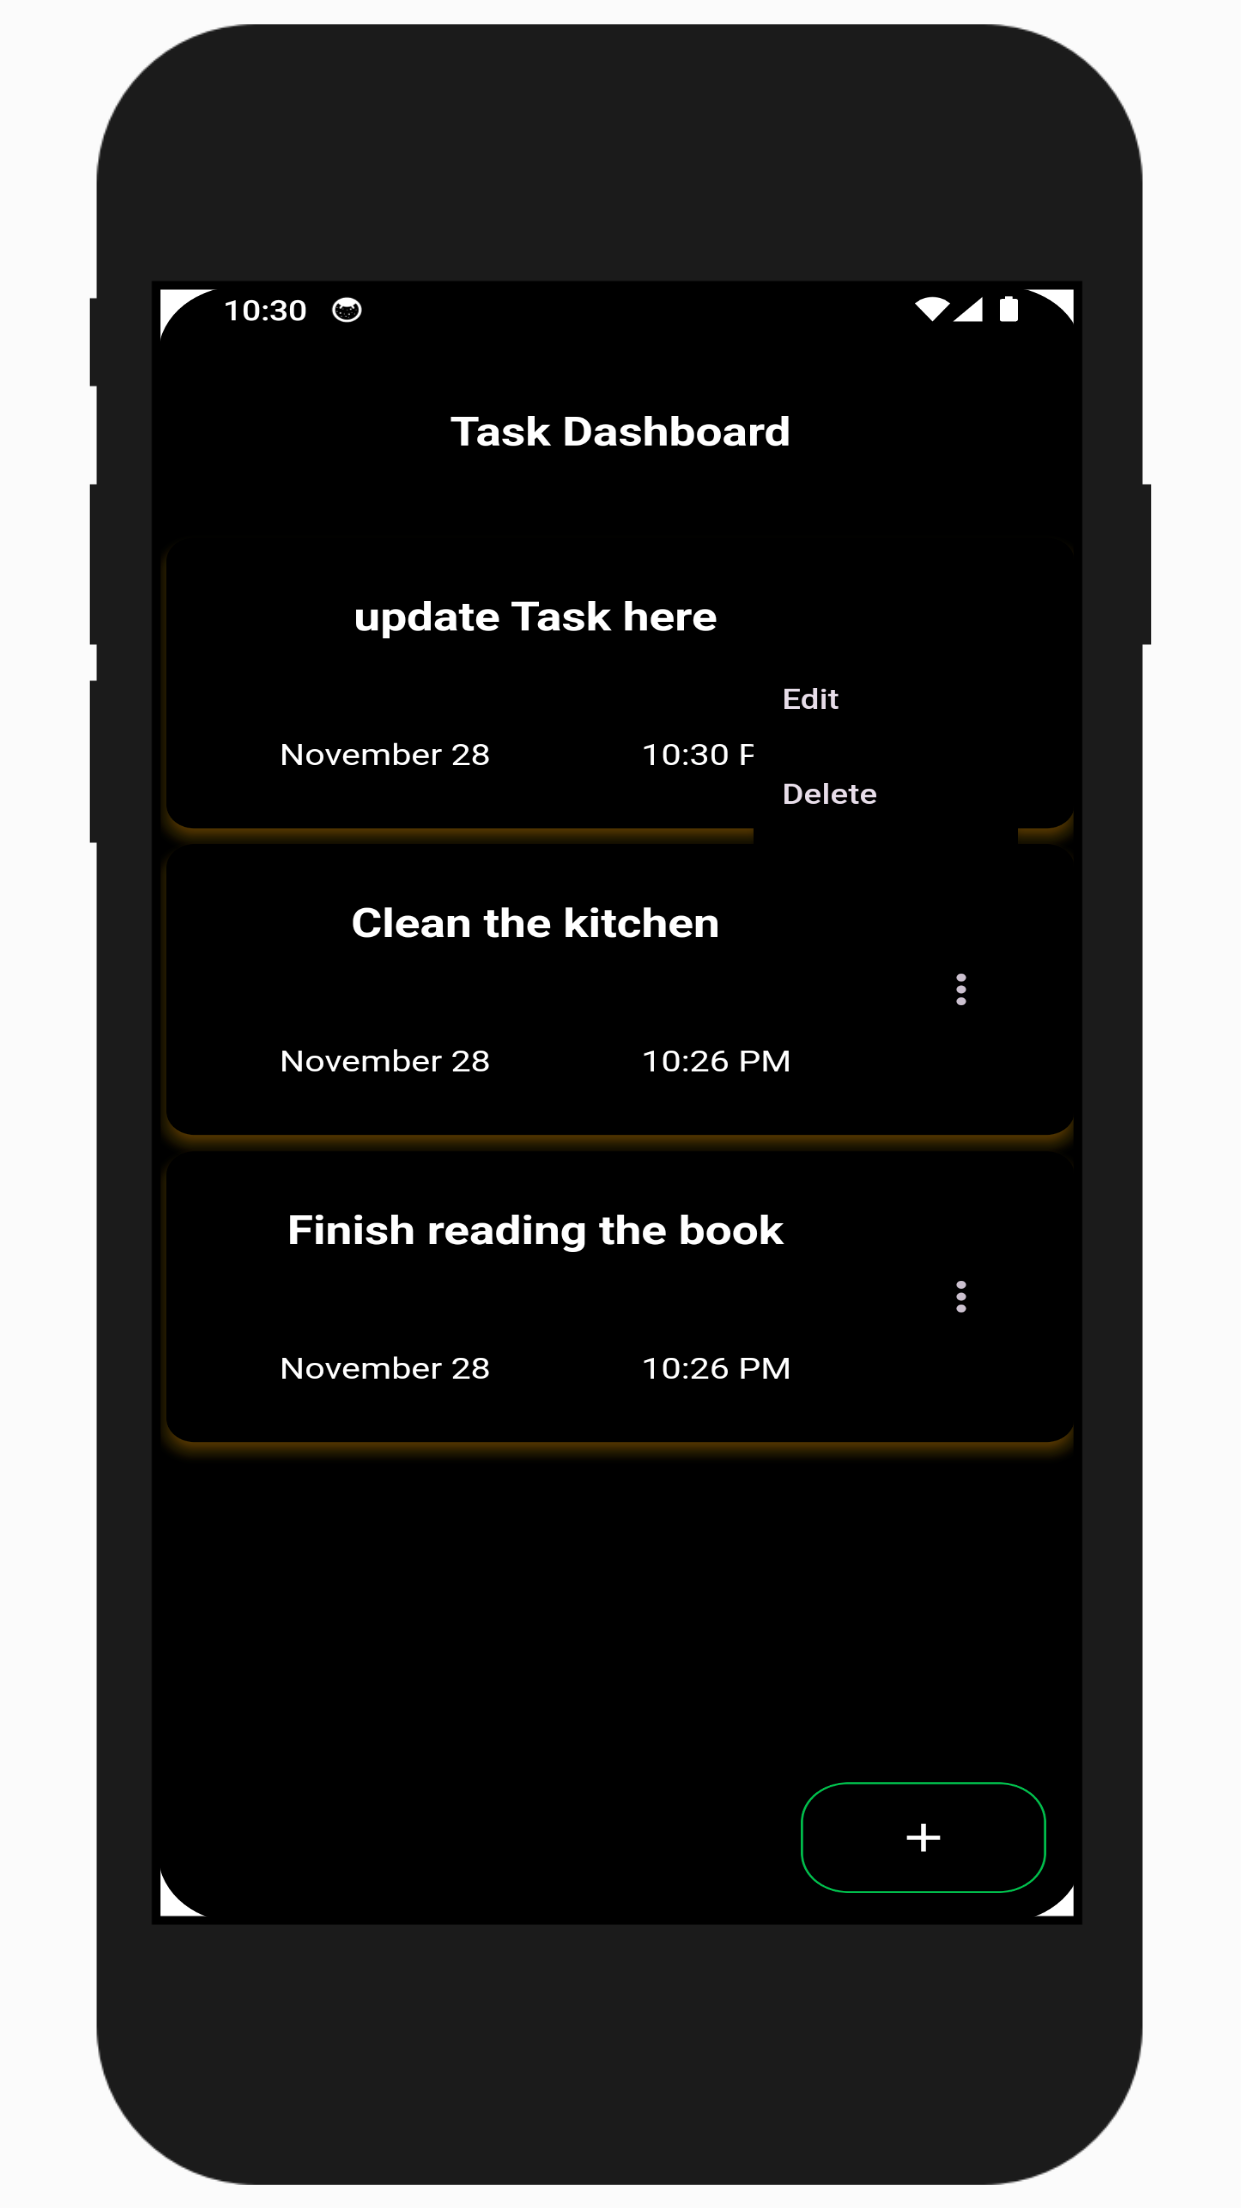 10:30
Task Dashboard
update Task here
Edit
November 28 10:30
Delete
Clean the kitchen
November 28 10:26 PM
Finish reading the book
November 28 10:26 PM
+